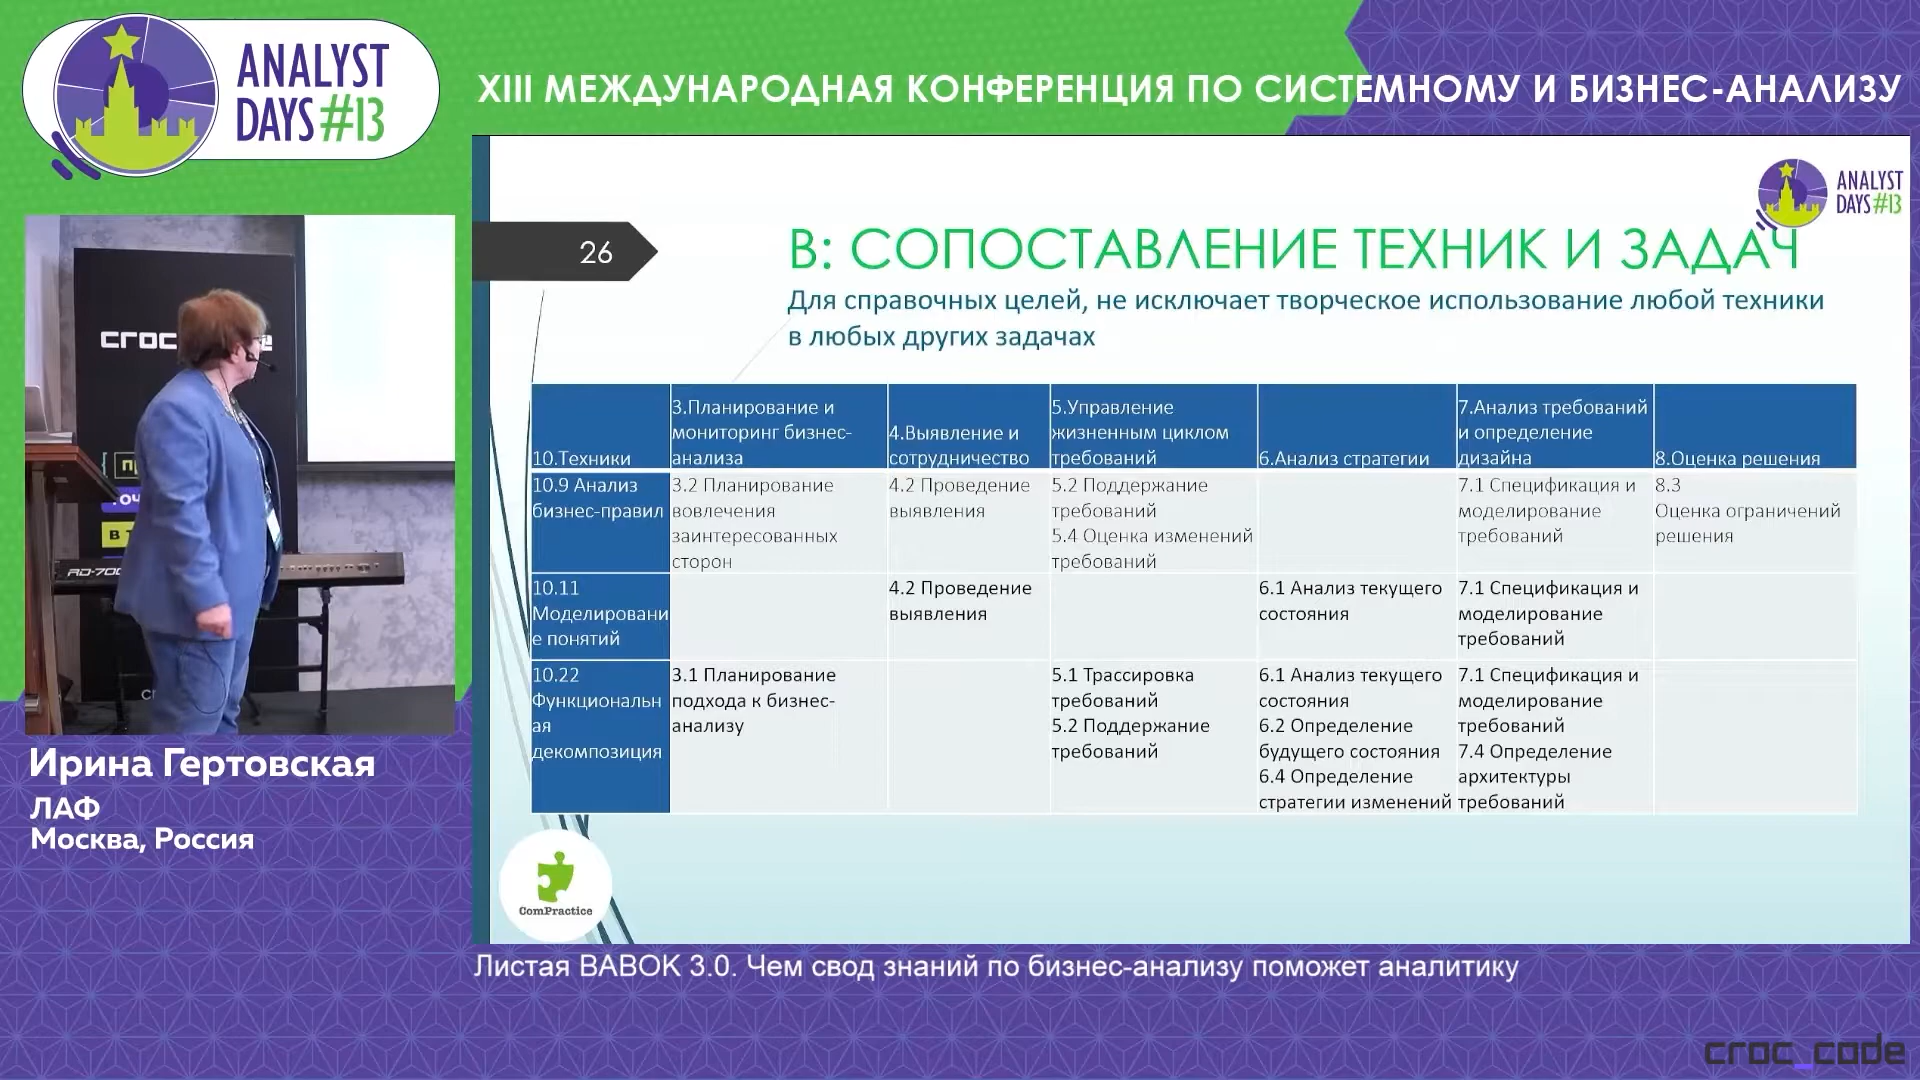 ANALYST
DAYS #13
XIII МЕЖДУНАРОДНАЯ КОНФЕРЕНЦИЯ ПО СИСТЕМНОМУ И БИЗНЕС-АНАЛИЗУ
ANALYST
DAYS #13
26
В: СОПОСТАВЛЕНИЕ ТЕХНИК И ЗАДАЧ
Для справочных целей, не исключает творческое использование любой техники
в любых других задачах
10.Техники
3.Планирование и
мониторинг бизнес-
анализа
4.Выявление и
сотрудничество
5.Управление
жизненным циклом
требований
6.Анализ стратегии
7.Анализ требований
и определение
дизайна
8.Оценка решения
10.9 Анализ
бизнес-правил
3.2 Планирование
вовлечения
заинтересованных
сторон
4.2 Проведение
выявления
5.2 Поддержание
требований
5.4 Оценка изменений
требований
7.1 Спецификация и
моделирование
требований
8.3
Оценка ограничений
решения
10.11
Моделировани
е понятий
4.2 Проведение
выявления
6.1 Анализ текущего
состояния
7.1 Спецификация и
моделирование
требований
10.22
Функциональн
ая
декомпозиция
3.1 Планирование
подхода к бизнес-
анализу
5.1 Трассировка
требований
5.2 Поддержание
требований
6.1 Анализ текущего
состояния
6.2 Определение
будущего состояния
6.4 Определение
стратегии изменений
7.1 Спецификация и
моделирование
требований
7.4 Определение
архитектуры
требований
ComPractice
croc
RD-700
Ирина Гертовская
ЛАФ
Москва, Россия
Листая BABOK 3.0. Чем свод знаний по бизнес-анализу поможет аналитику
croc_code